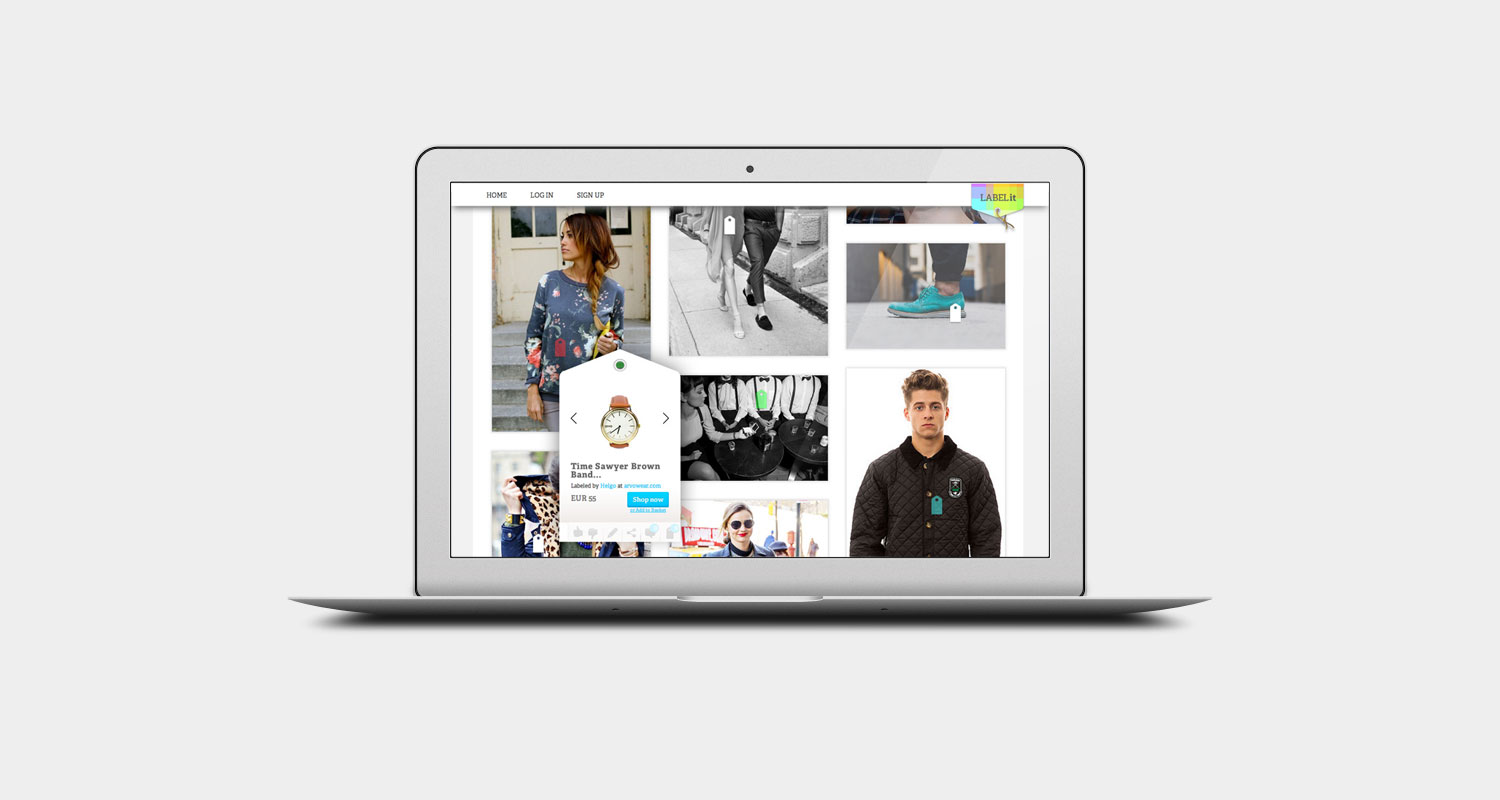 HOME
LOG IN
SIGN UP
LABELit
Time Sawyer Brown
Band...
Labeled by Helgo at arvowear.com
EUR 55
Shop now
or Add to Basket